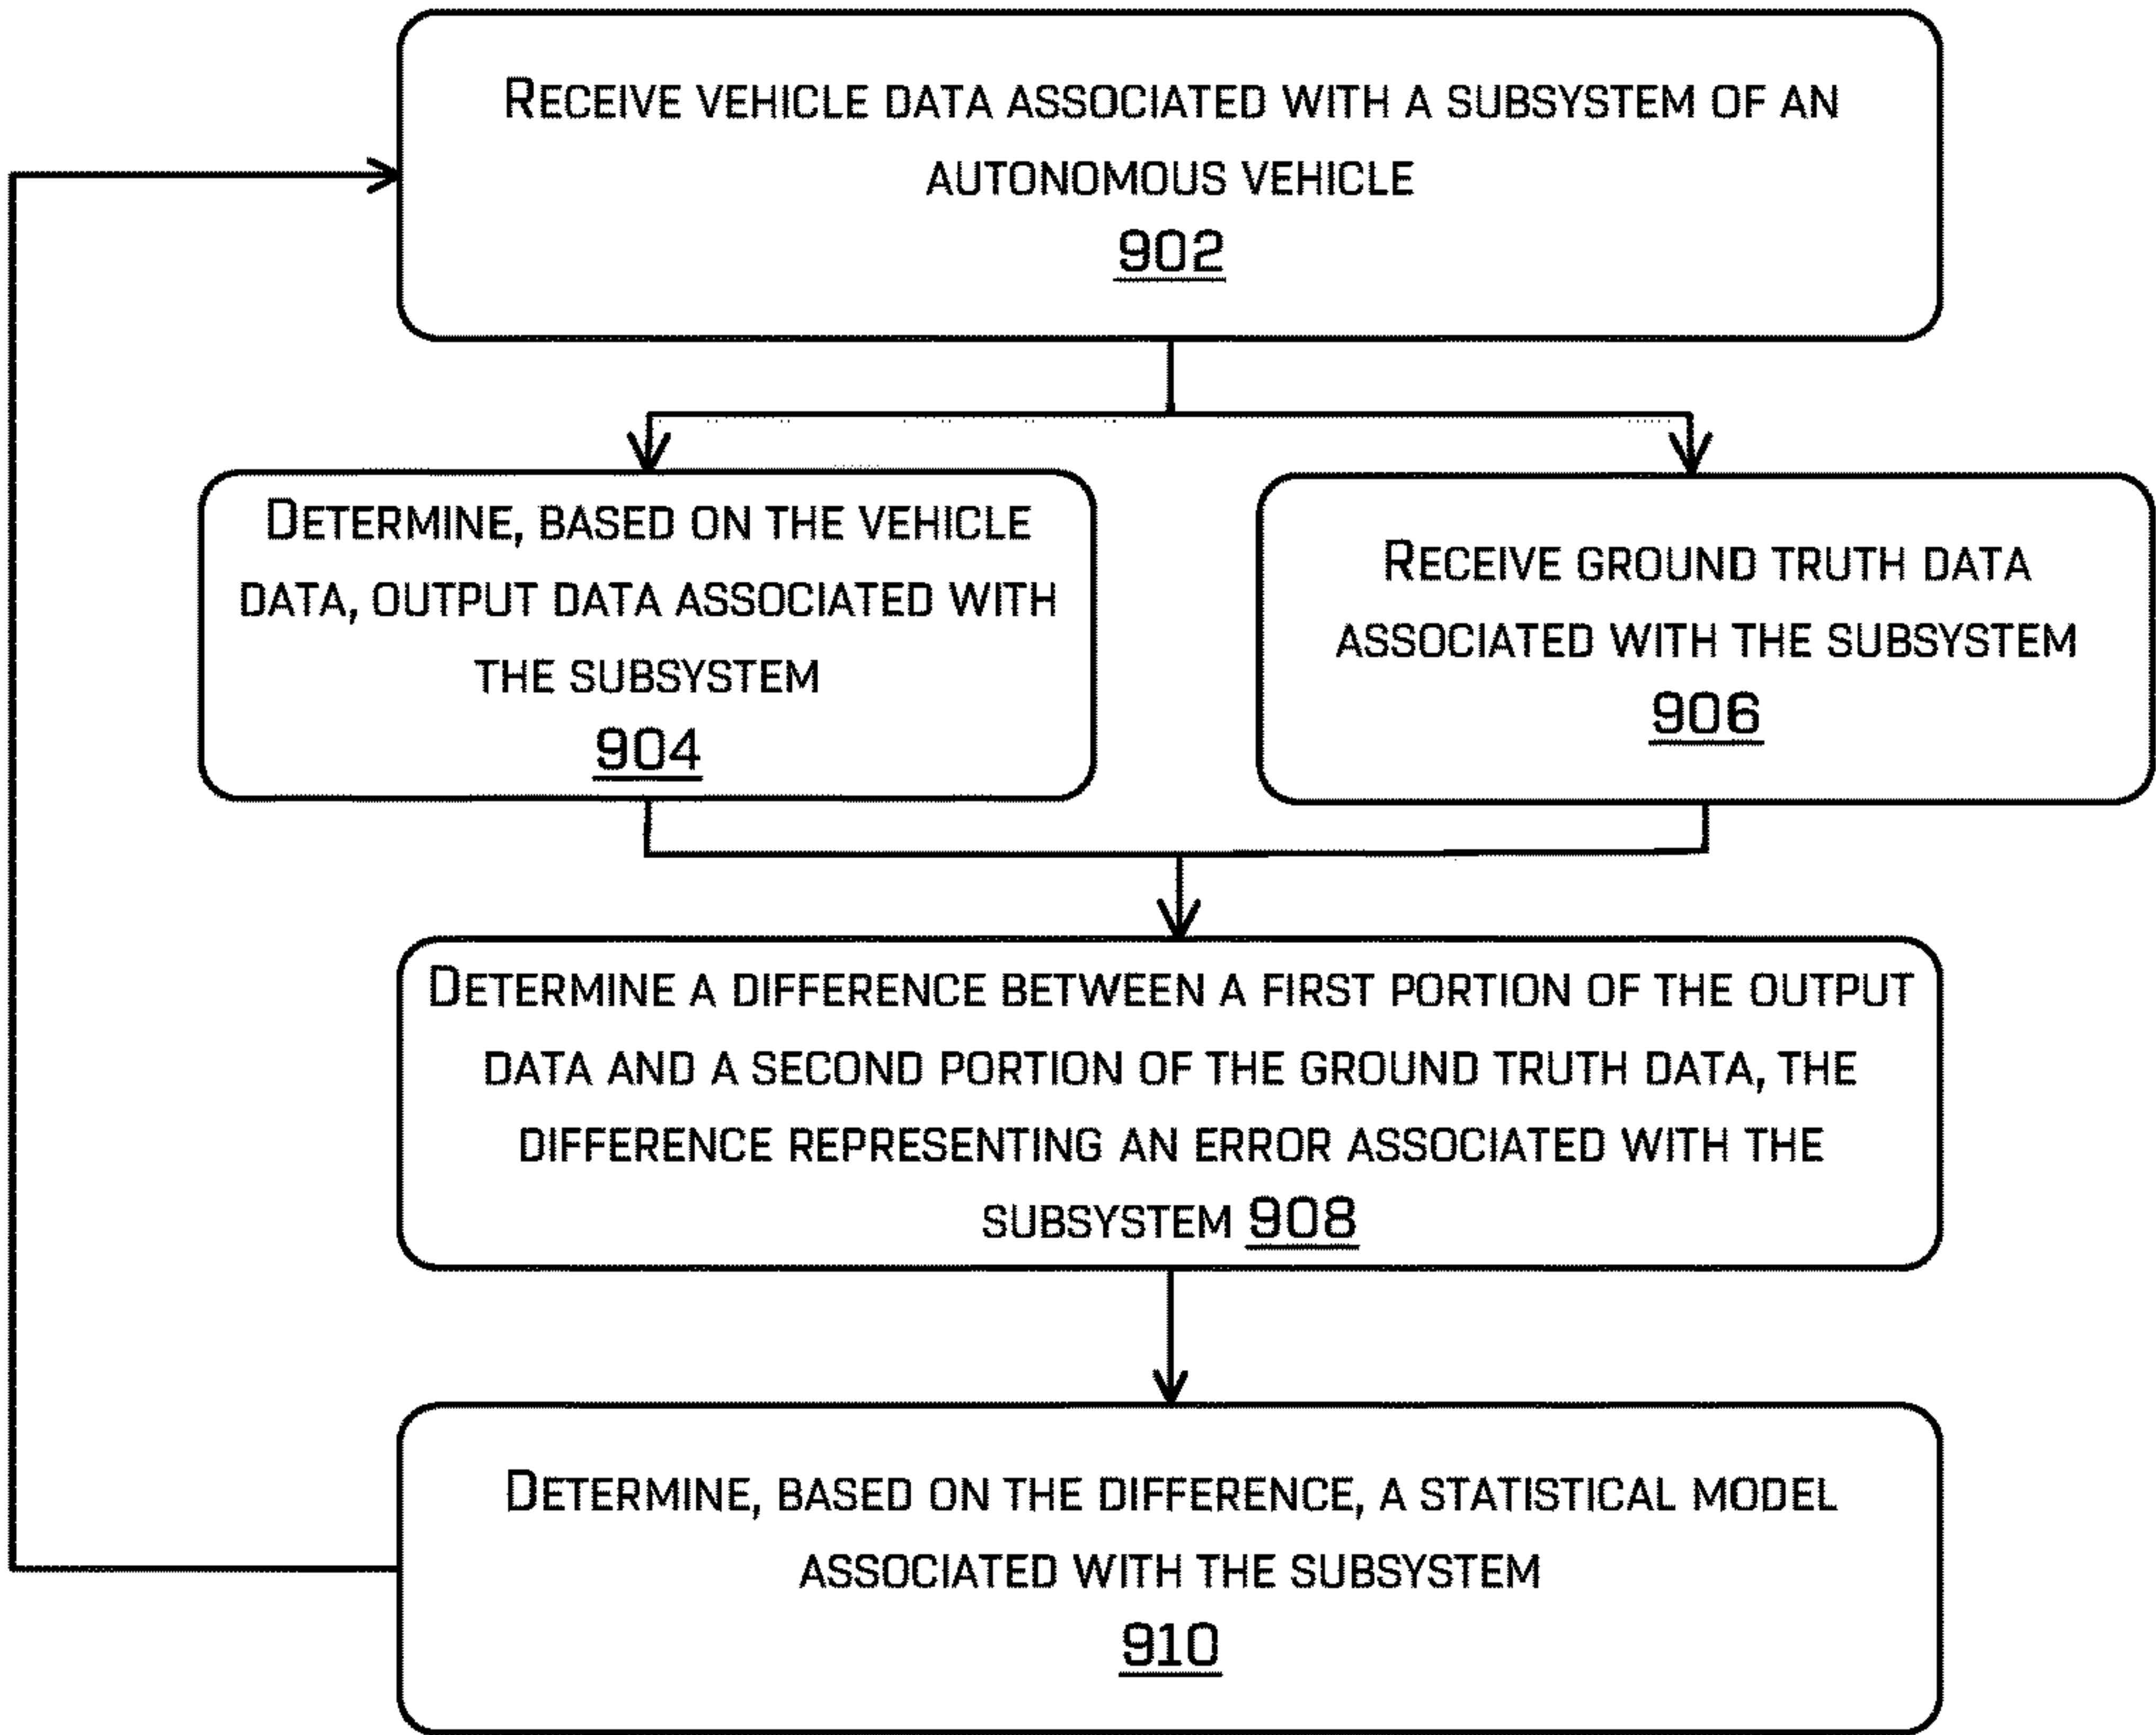 RECEIVE VEHICLE DATA ASSOCIATED WITH A SUBSYSTEM OF AN
AUTONOMOUS VEHICLE
902
DETERMINE, BASED ON THE VEHICLE
DATA, OUTPUT DATA ASSOCIATED WITH
THE SUBSYSTEM
904
RECEIVE GROUND TRUTH DATA
ASSOCIATED WITH THE SUBSYSTEM
906
DETERMINE A DIFFERENCE BETWEEN A FIRST PORTION OF THE OUTPUT
DATA AND A SECOND PORTION OF THE GROUND TRUTH DATA, THE
DIFFERENCE REPRESENTING AN ERROR ASSOCIATED WITH THE
SUBSYSTEM 908
DETERMINE, BASED ON THE DIFFERENCE, A STATISTICAL MODEL
ASSOCIATED WITH THE SUBSYSTEM
910